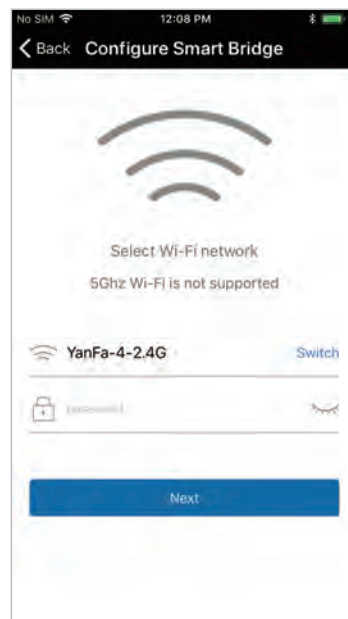 No SIM 12:08 PM
Back Configure Smart Bridge
Select Wi-Fi network
5Ghz Wi-Fi is not supported
YanFa-4-2.4G Switch
password
Next